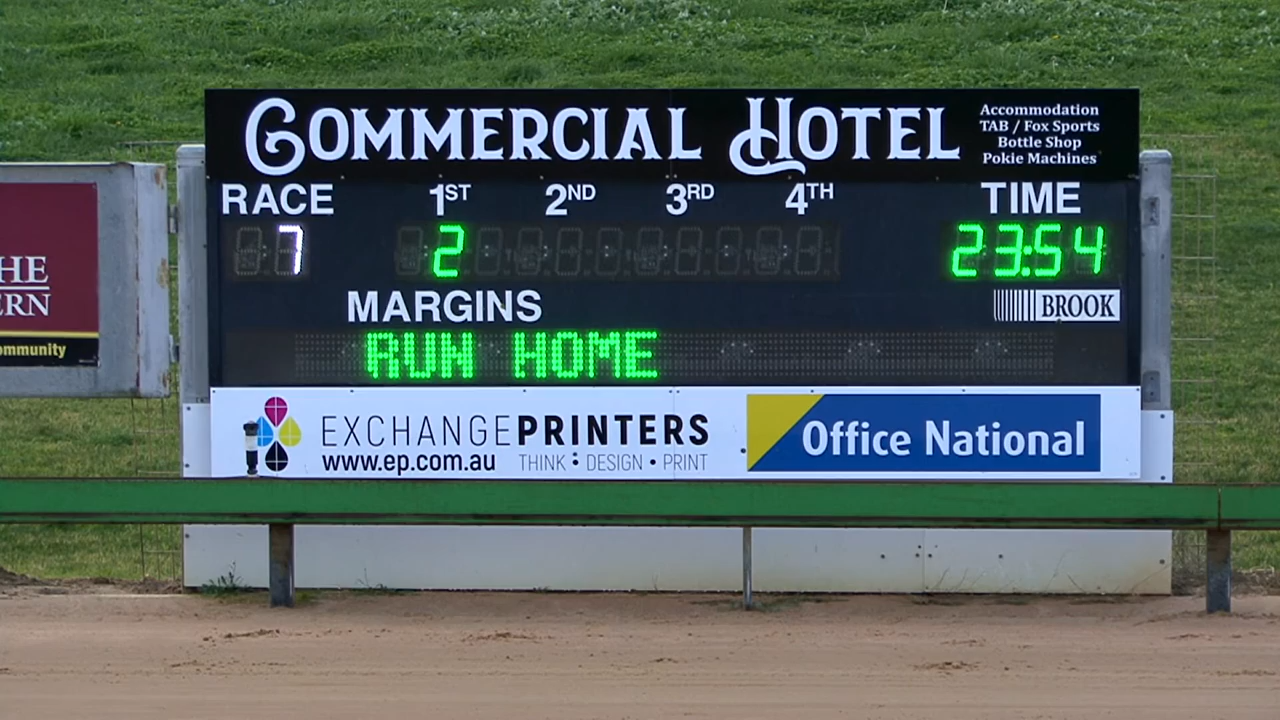 COMMERCIAL HOTEL
Accommodation
TAB / Fox Sports
Bottle Shop
Pokie Machines
RACE 1ST 2ND 3RD 4TH TIME
7 2 23:54
MARGINS
BROOK
RUN HOME
HE
ERN
mmunity
EXCHANGEPRINTERS
www.ep.com.au THINK • DESIGN • PRINT
Office National